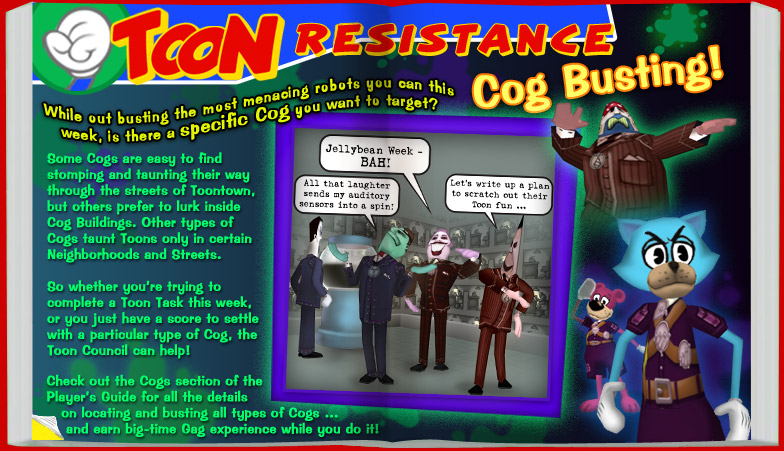 TOON RESISTANCE
Cog Busting!
While out busting the most menacing robots you can this
week, is there a specific Cog you want to target?
Some Cogs are easy to find
stomping and taunting their way
through the streets of Toontown,
but others prefer to lurk inside
Cog Buildings. Other types of
Cogs taunt Toons only in certain
Neighborhoods and Streets.
So whether you're trying to
complete a Toon Task this week,
or you just have a score to settle
with a particular type of Cog, the
Toon Council can help!
Check out the Cogs section of the
Player's Guide for all the details
on locating and busting all types of Cogs ...
and earn big-time Gag experience while you do it!
Jellybean Week -
BAH!
All that laughter
sends my auditory
sensors into a spin!
Let's write up a plan
to scratch out their
Toon fun ...